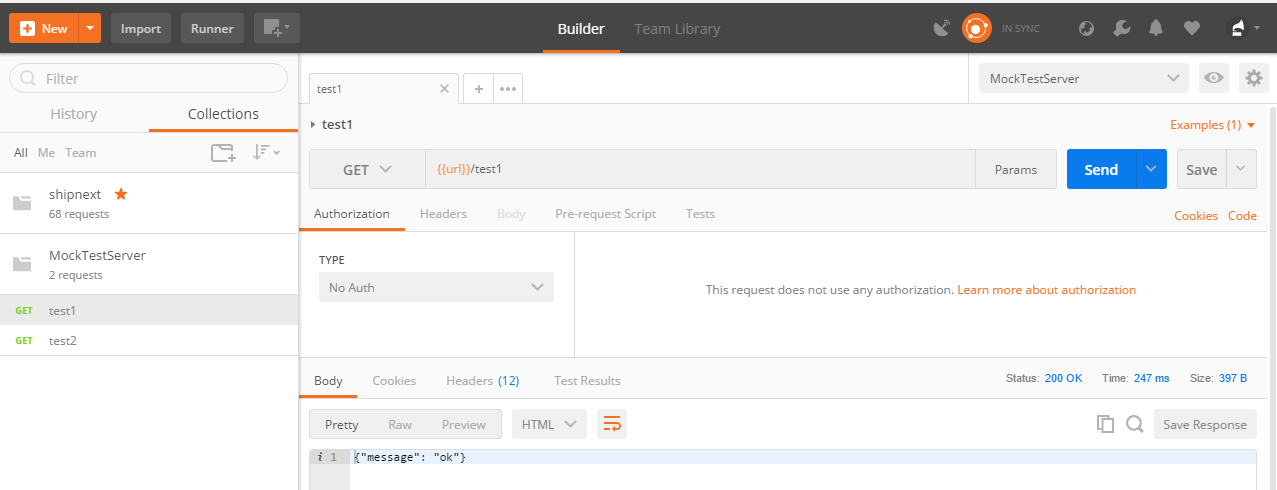 New Import Runner Builder Team Library IN SYNC
Filter
History Collections
All Me Team
shipnext
68 requests
MockTestServer
2 requests
GET test1
GET test2
test1 MockTestServer
test1 Examples (1)
GET {{url}}/test1 Params Send Save
Authorization Headers Body Pre-request Script Tests Cookies Code
TYPE
No Auth
This request does not use any authorization. Learn more about authorization
Body Cookies Headers (12) Test Results Status: 200 OK Time: 247 ms Size: 397 B
Pretty Raw Preview HTML Save Response
i 1 {"message": "ok"}